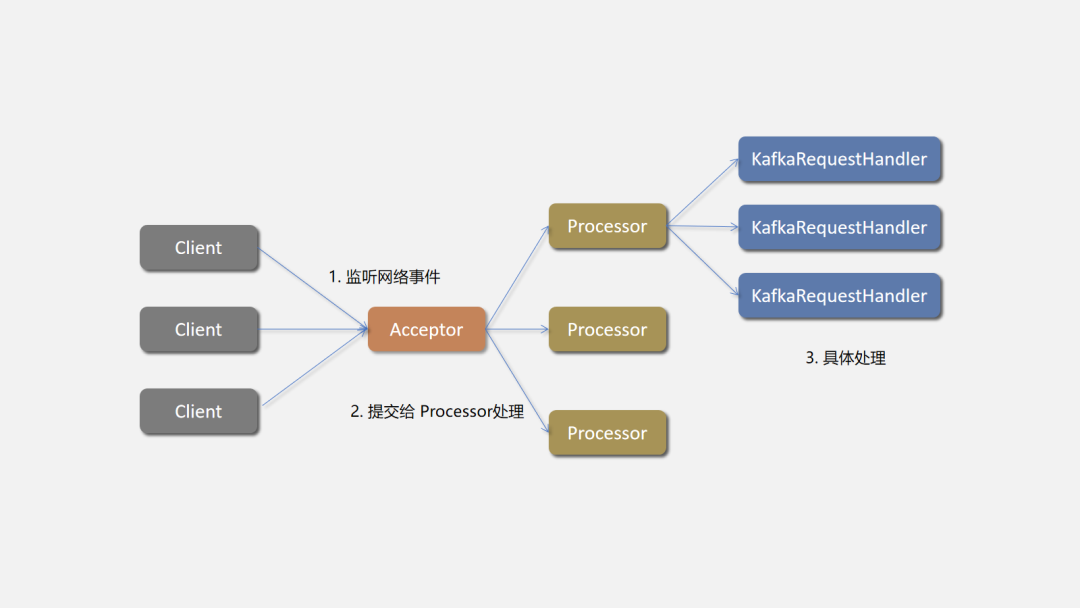 Client
Client
Client
1. 监听网络事件
Acceptor
2. 提交给 Processor处理
Processor
Processor
Processor
KafkaRequestHandler
KafkaRequestHandler
KafkaRequestHandler
3. 具体处理